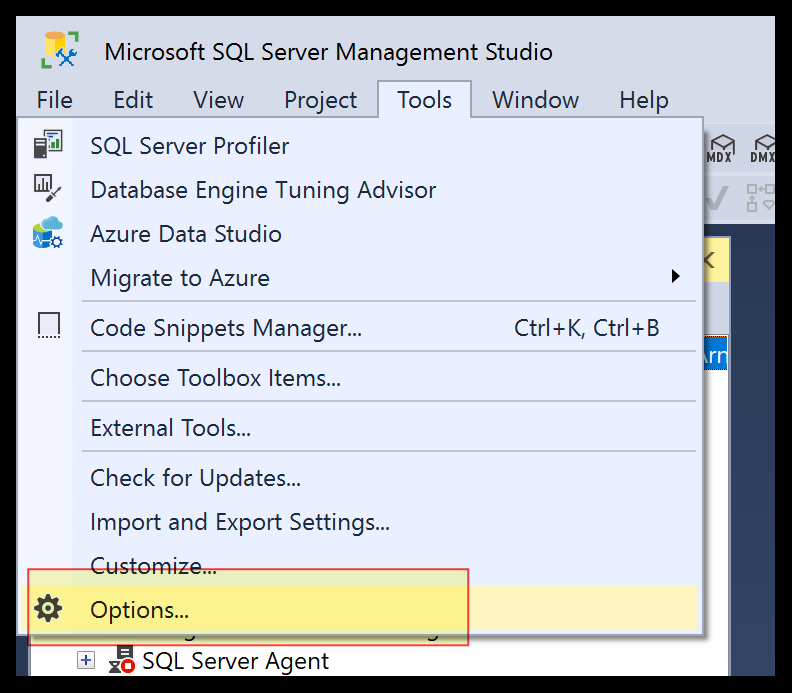 Microsoft SQL Server Management Studio
File Edit View Project Tools Window Help
SQL Server Profiler
MDX DMX
Database Engine Tuning Advisor
Azure Data Studio
Migrate to Azure
Code Snippets Manager... Ctrl+K, Ctrl+B
Choose Toolbox Items...
External Tools...
Check for Updates...
Import and Export Settings...
Customize...
Options...
SQL Server Agent